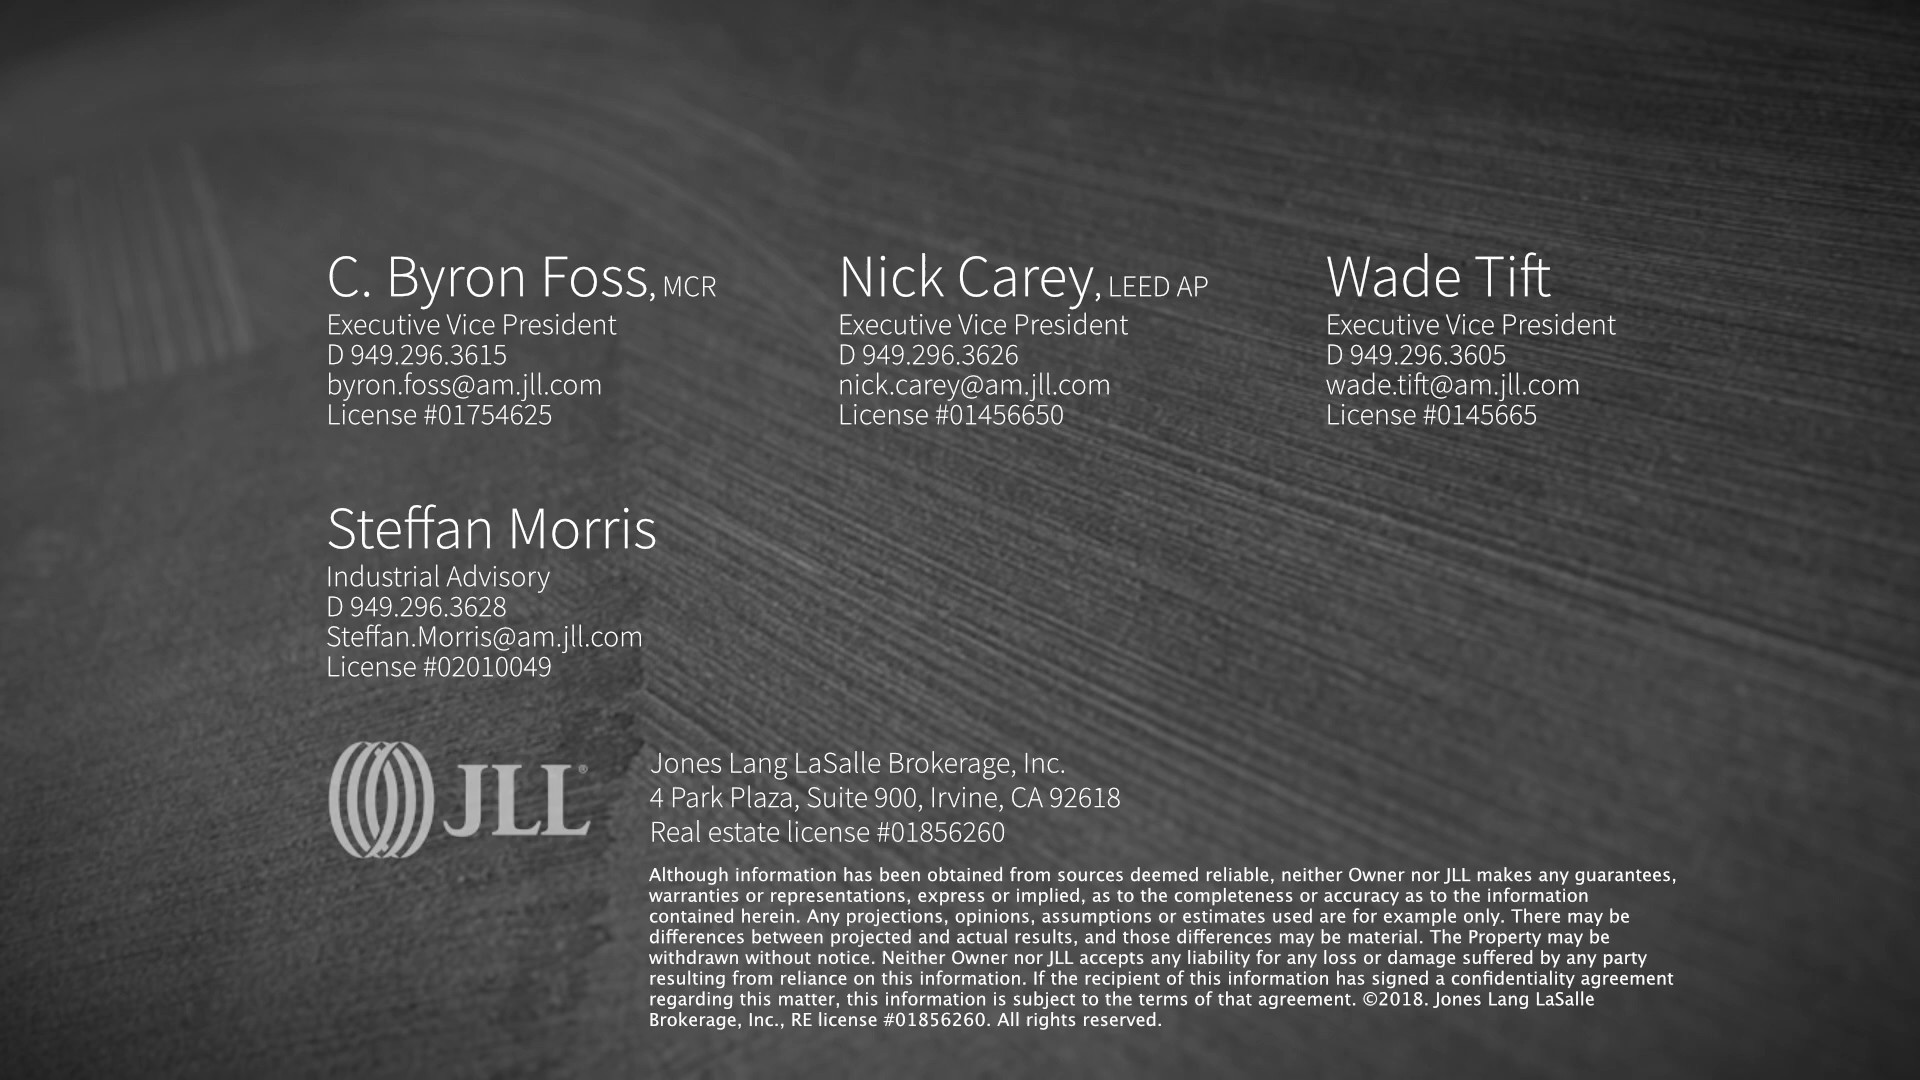 C. Byron Foss, MCR
Executive Vice President
D 949.296.3615
byron.foss@am.jll.com
License #01754625
Nick Carey, LEED AP
Executive Vice President
D 949.296.3626
nick.carey@am.jll.com
License #01456650
Wade Tift
Executive Vice President
D 949.296.3605
wade.tift@am.jll.com
License #0145665
Steffan Morris
Industrial Advisory
D 949.296.3628
Steffan.Morris@am.jll.com
License #02010049
JLL®
Jones Lang LaSalle Brokerage, Inc.
4 Park Plaza, Suite 900, Irvine, CA 92618
Real estate license #01856260
Although information has been obtained from sources deemed reliable, neither Owner nor JLL makes any guarantees,
warranties or representations, express or implied, as to the completeness or accuracy as to the information
contained herein. Any projections, opinions, assumptions or estimates used are for example only. There may be
differences between projected and actual results, and those differences may be material. The Property may be
withdrawn without notice. Neither Owner nor JLL accepts any liability for any loss or damage suffered by any party
resulting from reliance on this information. If the recipient of this information has signed a confidentiality agreement
regarding this matter, this information is subject to the terms of that agreement. ©2018. Jones Lang LaSalle
Brokerage, Inc., RE license #01856260. All rights reserved.